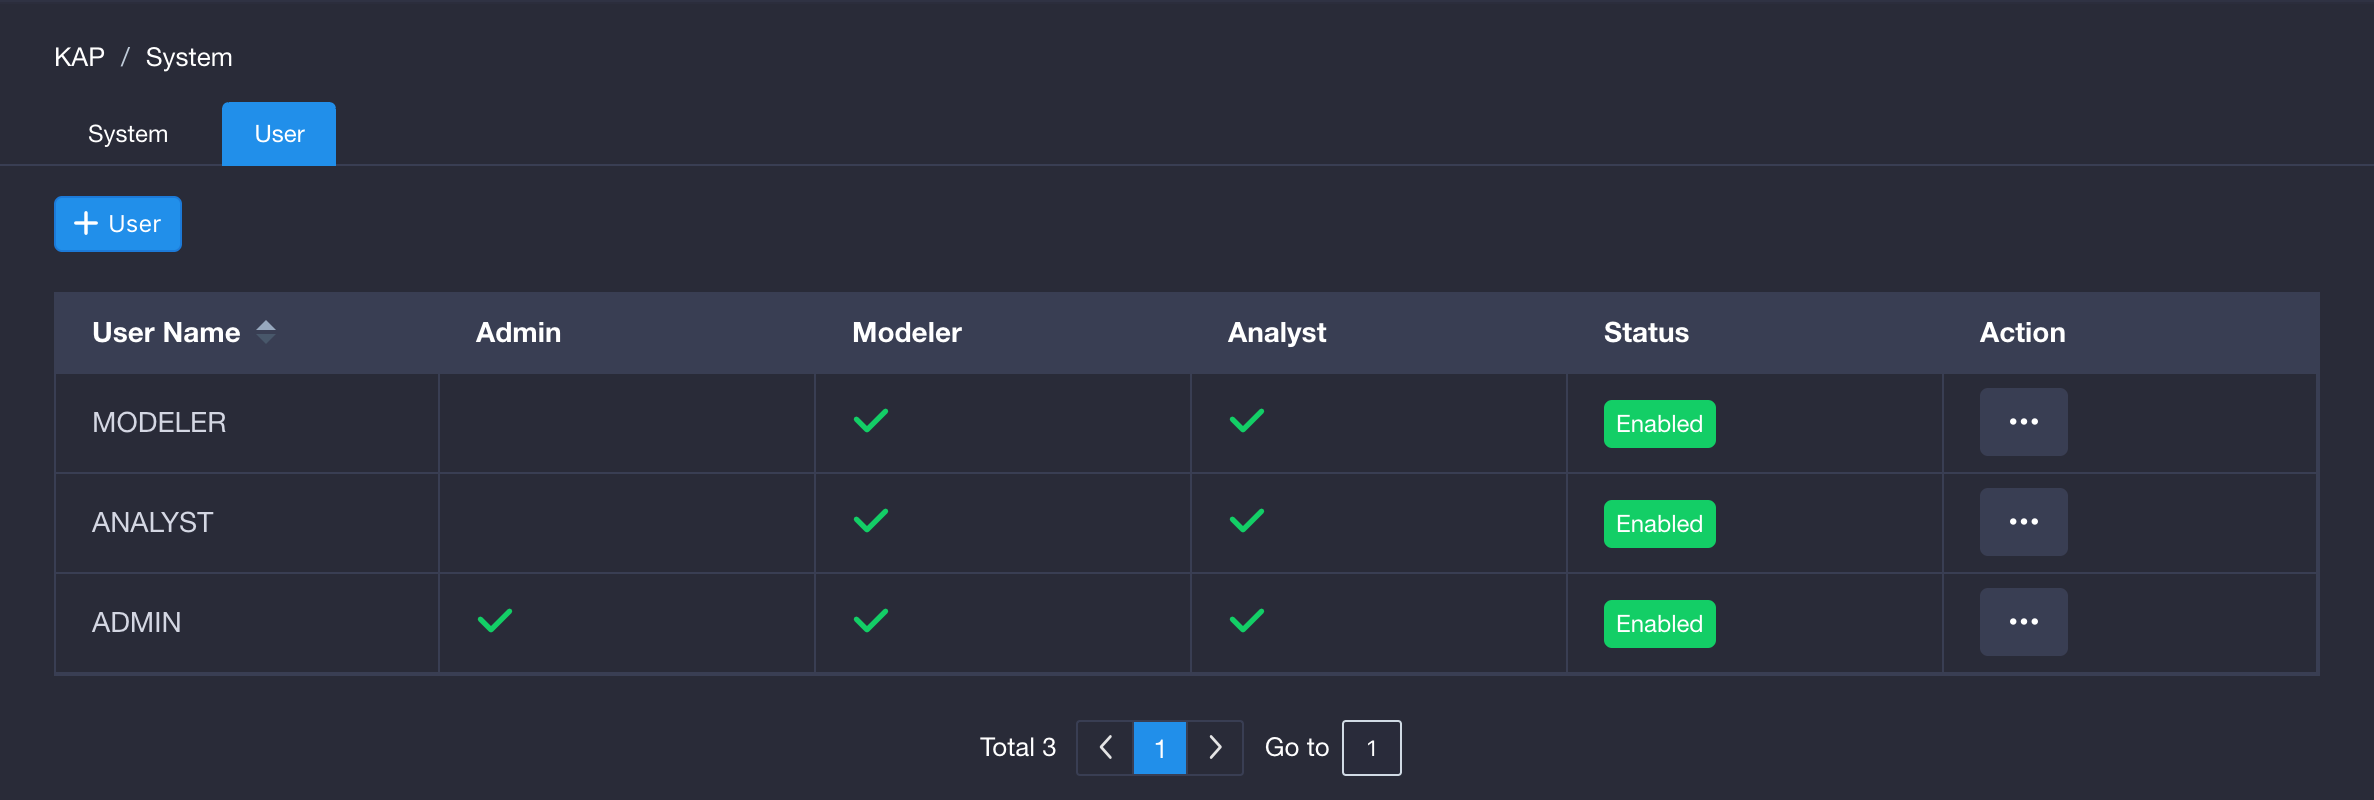 KAP / System
System User
+ User
User Name Admin Modeler Analyst Status Action
MODELER Enabled •••
ANALYST Enabled •••
ADMIN Enabled •••
Total 3 < 1 > Go to 1